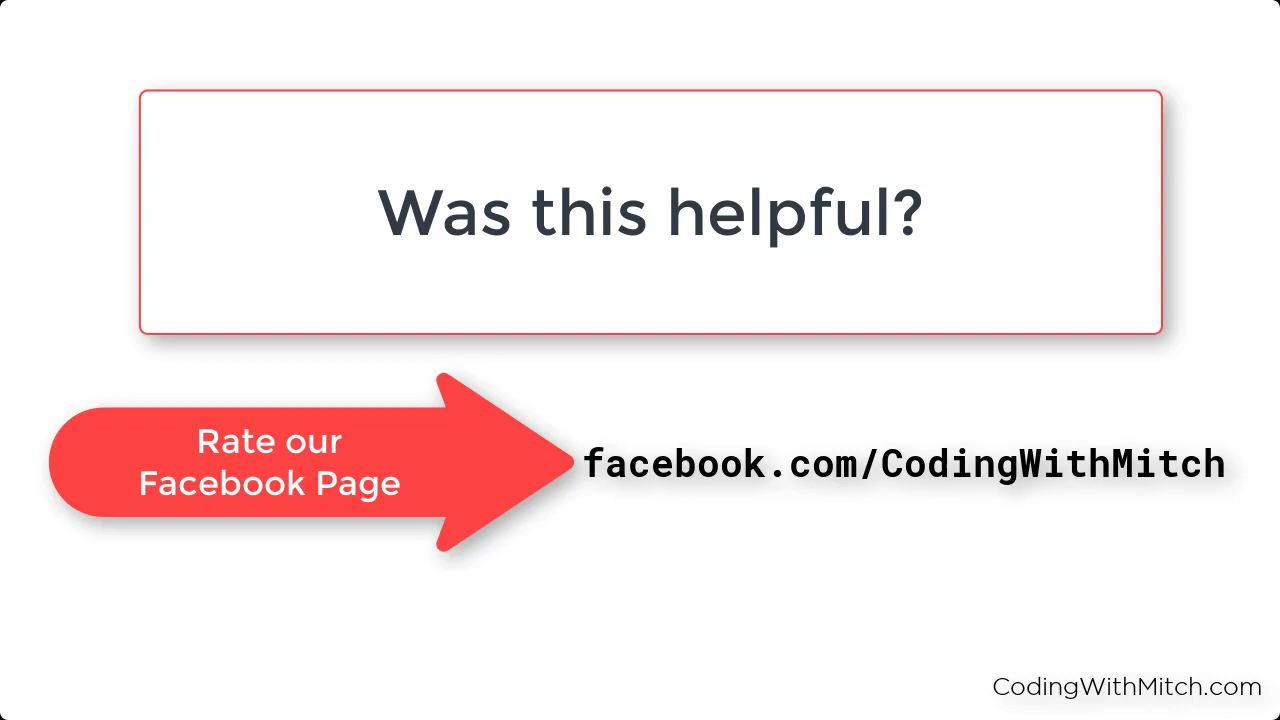 Was this helpful?
Rate our
Facebook Page
facebook.com/CodingWithMitch
CodingWithMitch.com